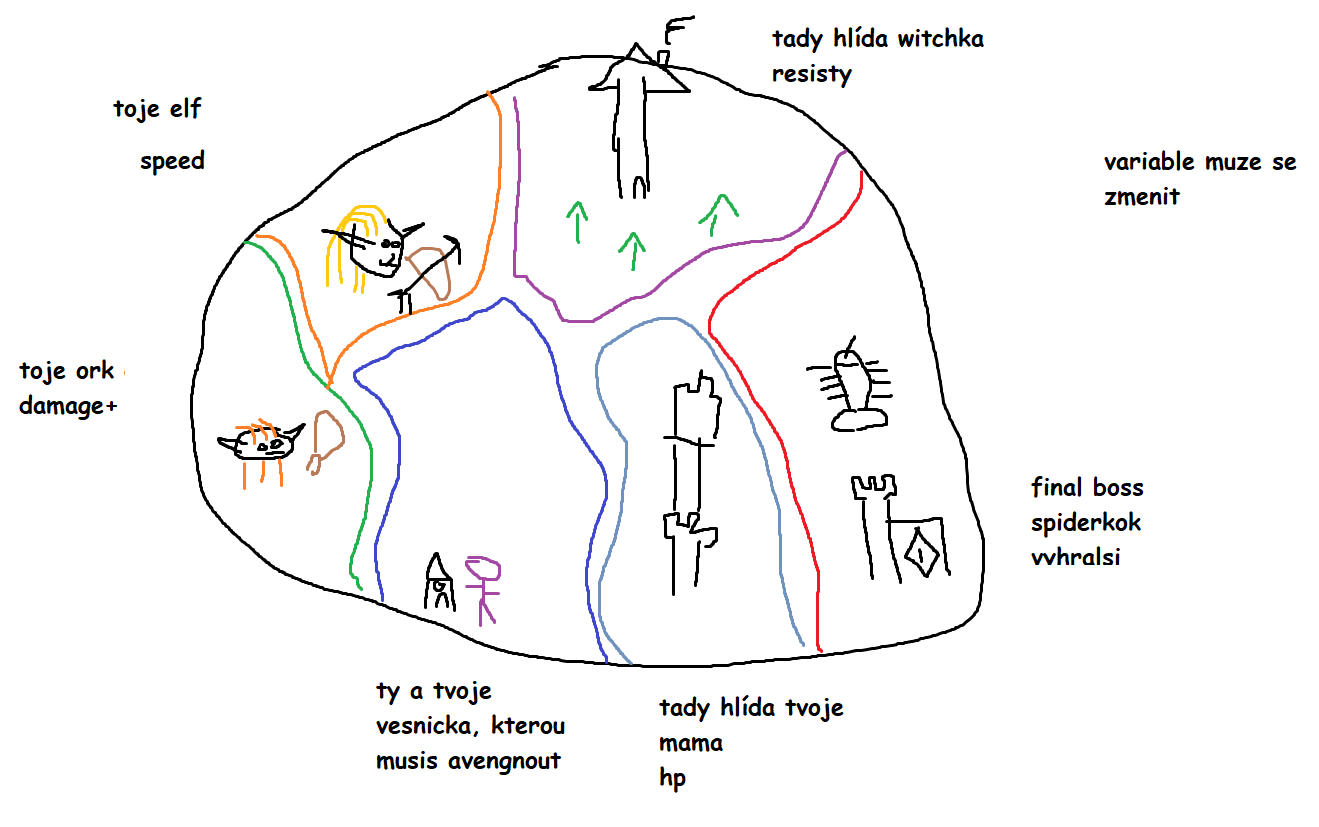 tady hlída witchka
resisty
toje elf
speed
variable muze se
zmenit
toje ork
damage+
final boss
spiderkok
vvhralsi
ty a tvoje
vesnicka, kterou
musis avengnout
tady hlída tvoje
mama
hp